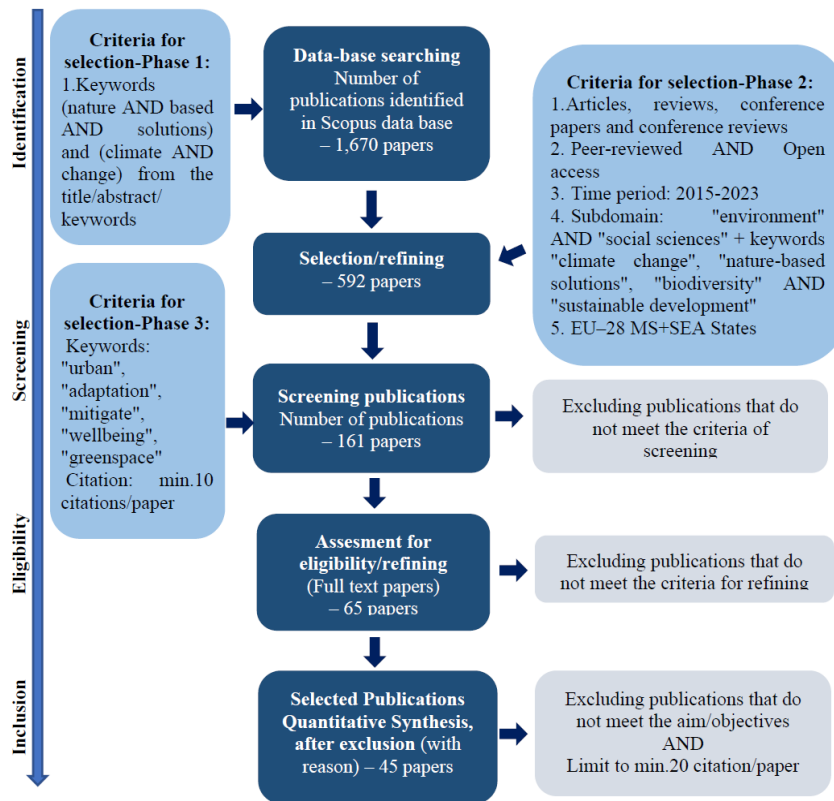 Identification
Screening
Eligibility
Inclusion
Criteria for
selection-Phase 1:
1.Keywords
(nature AND based
AND solutions)
and (climate AND
change) from the
title/abstract/
keywords
Data-base searching
Number of
publications identified
in Scopus data base
– 1,670 papers
Criteria for selection-Phase 2:
1.Articles, reviews, conference
papers and conference reviews
2. Peer-reviewed AND Open
access
3. Time period: 2015-2023
4. Subdomain: "environment"
AND "social sciences" + keywords
"climate change", "nature-based
solutions", "biodiversity" AND
"sustainable development"
5. EU–28 MS+SEA States
Selection/refining
– 592 papers
Criteria for
selection-Phase 3:
Keywords:
"urban",
"adaptation",
"mitigate",
"wellbeing",
"greenspace"
Citation: min.10
citations/paper
Screening publications
Number of publications
– 161 papers
Excluding publications that do
not meet the criteria of
screening
Assesment for
eligibility/refining
(Full text papers)
– 65 papers
Excluding publications that do
not meet the criteria for refining
Selected Publications
Quantitative Synthesis,
after exclusion (with
reason) – 45 papers
Excluding publications that do
not meet the aim/objectives
AND
Limit to min.20 citation/paper